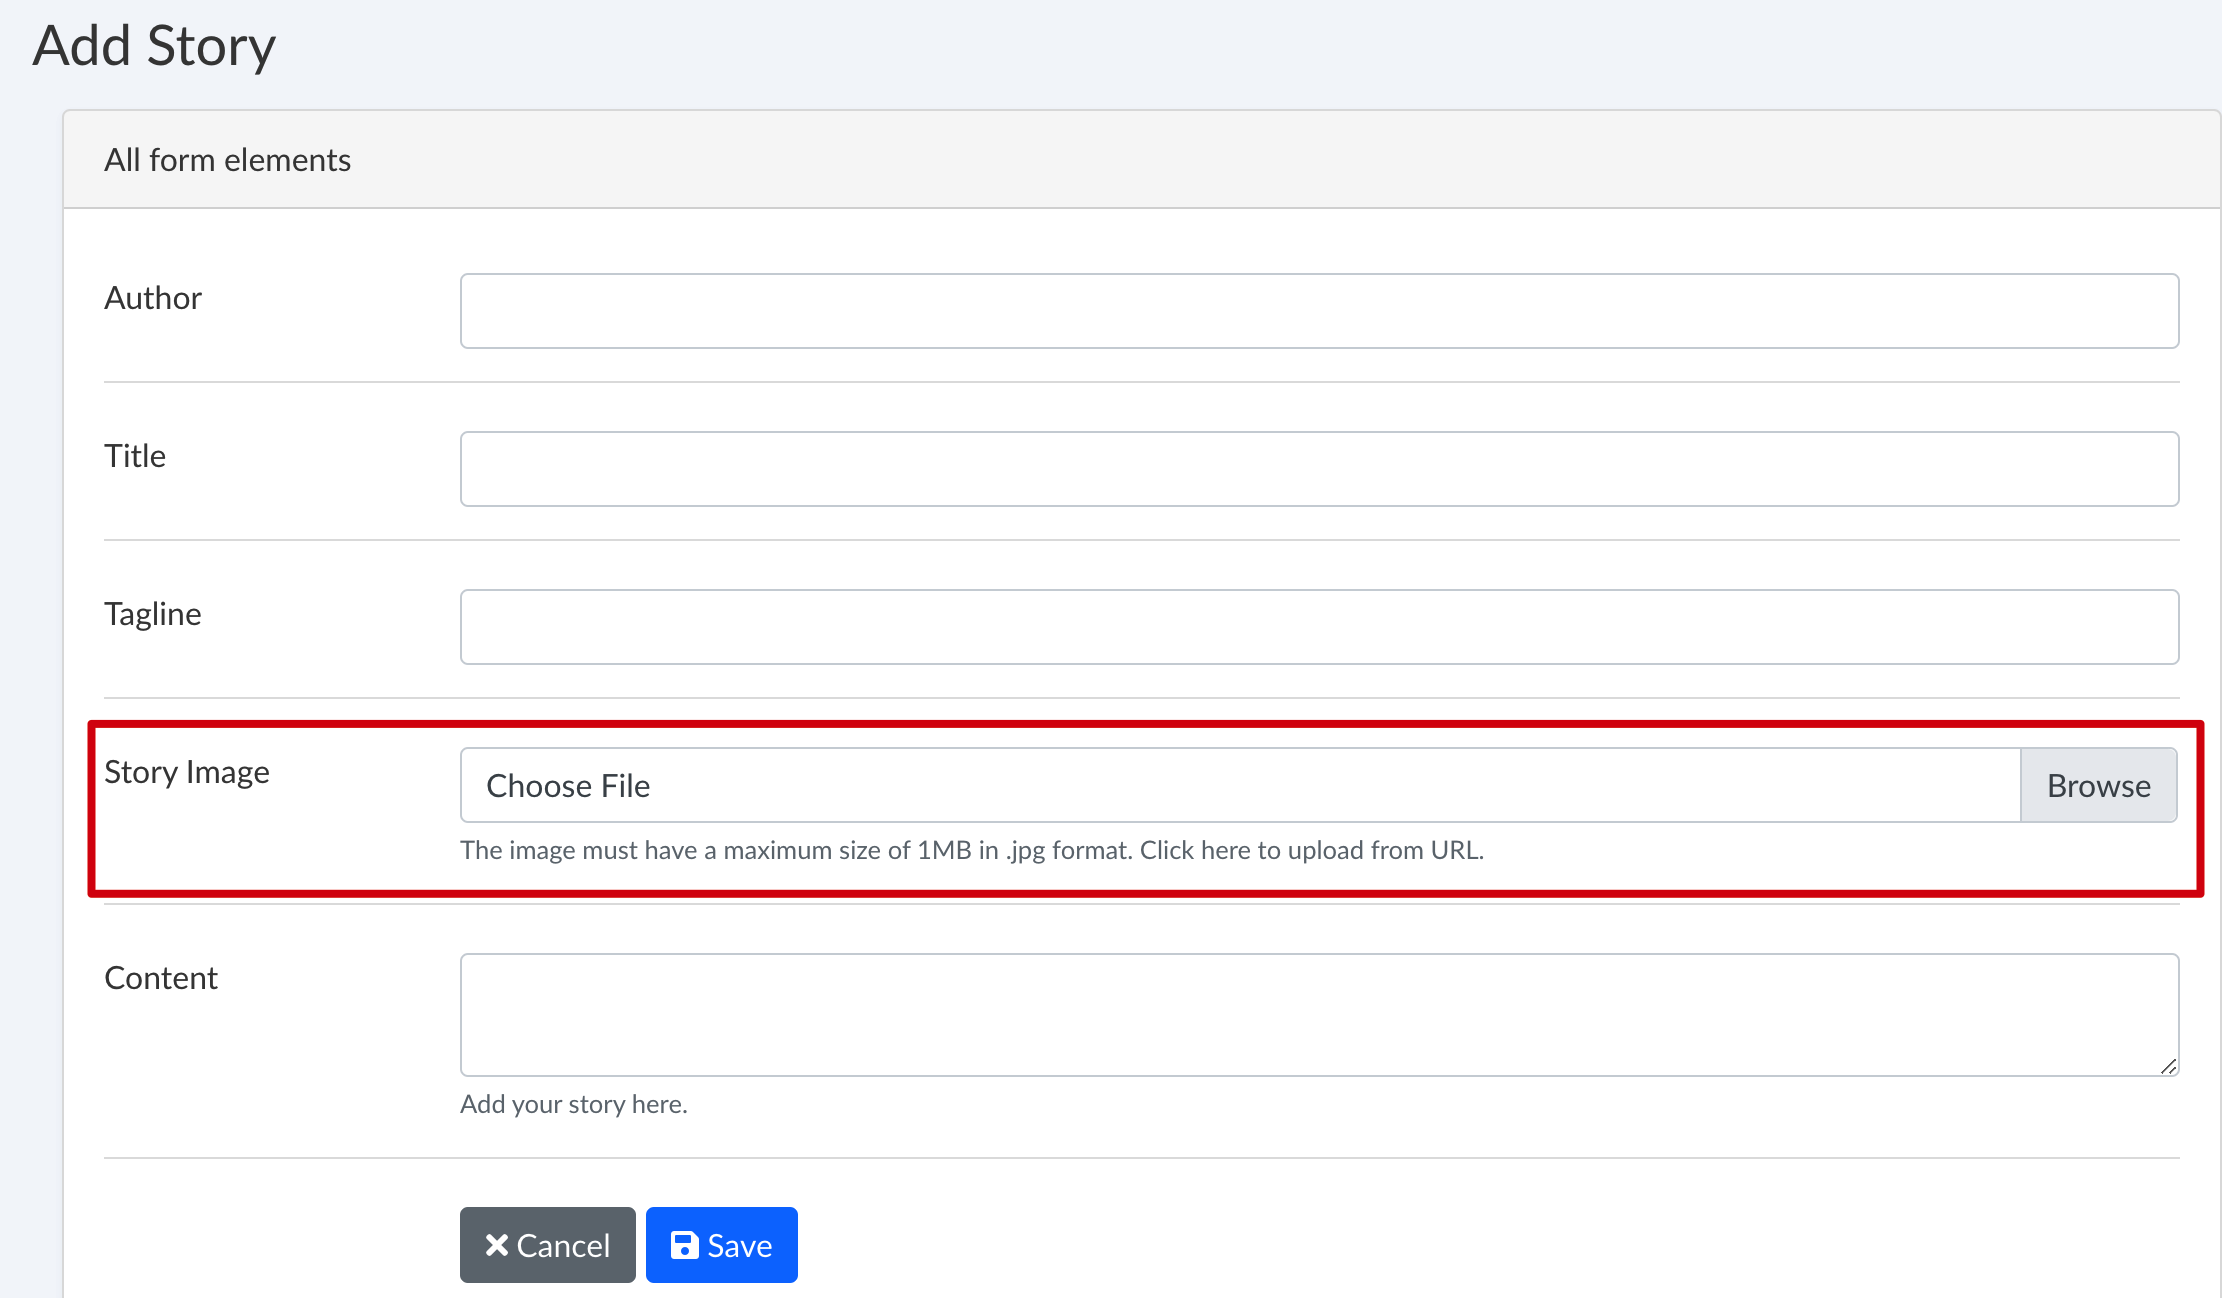 Add Story
All form elements
Author
Title
Tagline
Story Image
Choose File
Browse
The image must have a maximum size of 1MB in .jpg format. Click here to upload from URL.
Content
Add your story here.
Cancel
Save